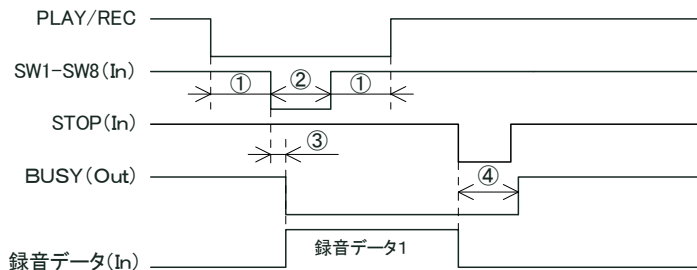 PLAY/REC
SW1-SW8(In)
① ② ①
STOP(In)
③
BUSY(Out)
④
録音データ(In)
録音データ1